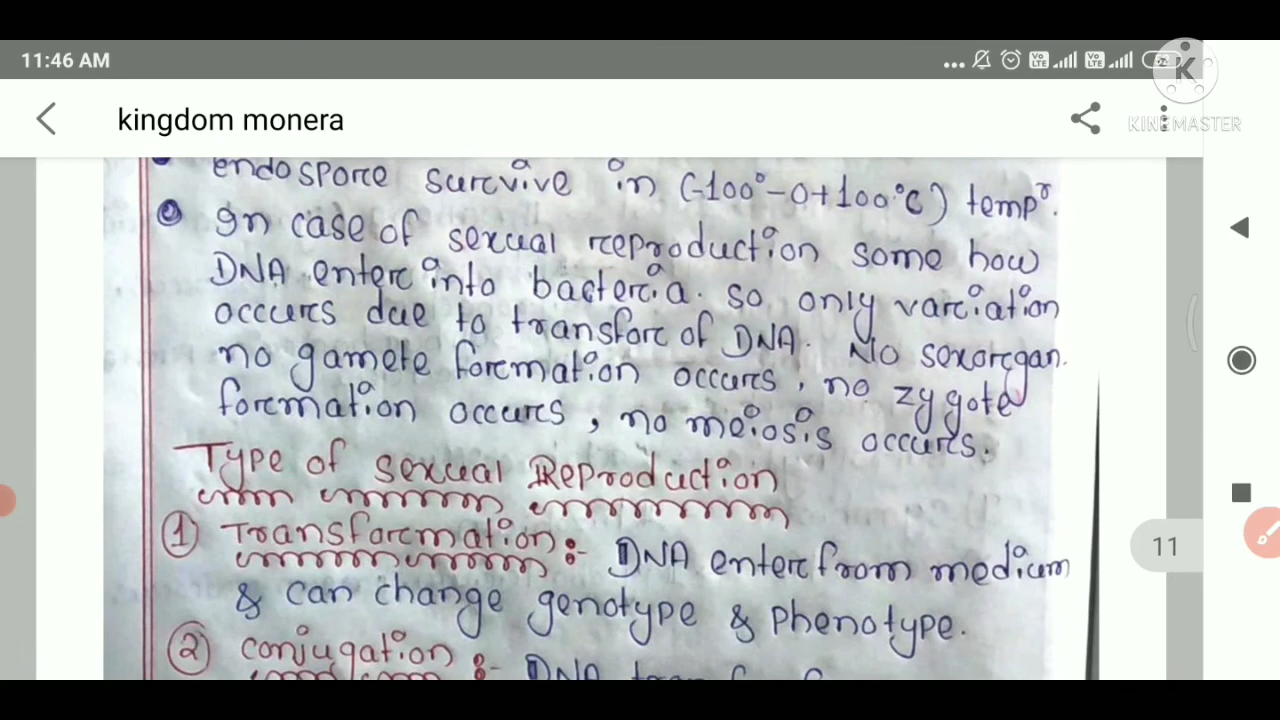 11:46 AM
kingdom monera
KINEMASTER
endospore survive in (-100° - 0+100°C) tempr.
In case of sexual reproduction some how
DNA enter into bacteria. so only variation
occurs due to transfor of DNA. No sexorgan.
no gamete formation occurs, no zygote
formation occurs, no meiosis occurs.
Type of sexual Reproduction
① Transformation :- DNA enter from medium
& can change genotype & phenotype.
11
② conjugation :- DNA